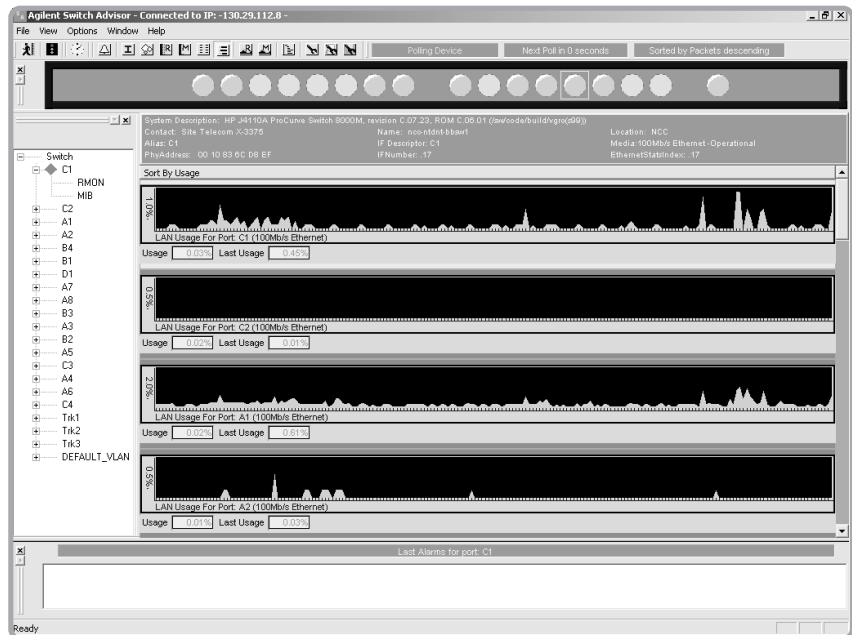 Agilent Switch Advisor - Connected to IP: -130.29.112.8 -
File View Options Window Help
Polling Device
Next Poll in 0 seconds
Sorted by Packets descending
System Description: HP J4110A ProCurve Switch 8000M, revision C.07.23, ROM C.06.01 (/sw/code/build/vgro(s99))
Contact: Site Telecom X-3375
Name: nco-ntdnt-bbsw1
Location: NCC
Alias: C1
IF Descriptor: C1
Media:100Mb/s Ethernet -Operational
PhyAddress: 00 10 83 6C D8 EF
IFNumber: .17
EthernetStatsIndex: .17
Switch
C1
RMON
MIB
C2
A1
A2
B4
B1
D1
A7
A8
B3
A3
B2
A5
C3
A4
A6
C4
Trk1
Trk2
Trk3
DEFAULT_VLAN
Sort By Usage
1.0%
LAN Usage For Port: C1 (100Mb/s Ethernet)
Usage 0.03% Last Usage 0.45%
0.5%
LAN Usage For Port: C2 (100Mb/s Ethernet)
Usage 0.02% Last Usage 0.01%
2.0%
LAN Usage For Port: A1 (100Mb/s Ethernet)
Usage 0.02% Last Usage 0.61%
0.5%
LAN Usage For Port: A2 (100Mb/s Ethernet)
Usage 0.01% Last Usage 0.03%
Last Alarms for port: C1
Ready